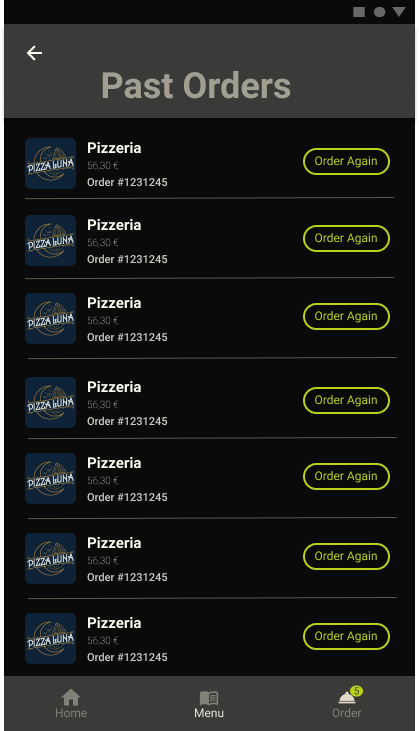 Past Orders
PIZZA LUNA
Pizzeria
56,30 €
Order #1231245
Order Again
PIZZA LUNA
Pizzeria
56,30 €
Order #1231245
Order Again
PIZZA LUNA
Pizzeria
56,30 €
Order #1231245
Order Again
PIZZA LUNA
Pizzeria
56,30 €
Order #1231245
Order Again
PIZZA LUNA
Pizzeria
56,30 €
Order #1231245
Order Again
PIZZA LUNA
Pizzeria
56,30 €
Order #1231245
Order Again
PIZZA LUNA
Pizzeria
56,30 €
Order #1231245
Order Again
5
Home
Menu
Order